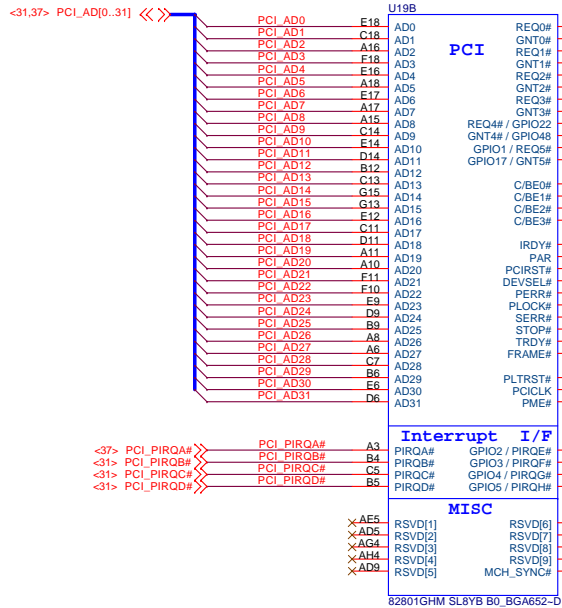 U19B
<31,37> PCI_AD[0..31]
PCI
PCI_AD0 E18 AD0 REQ0#
PCI_AD1 C18 AD1 GNT0#
PCI_AD2 A16 AD2 REQ1#
PCI_AD3 F18 AD3 GNT1#
PCI_AD4 E16 AD4 REQ2#
PCI_AD5 A18 AD5 GNT2#
PCI_AD6 E17 AD6 REQ3#
PCI_AD7 A17 AD7 GNT3#
PCI_AD8 A15 AD8 REQ4# / GPIO22
PCI_AD9 C14 AD9 GNT4# / GPIO48
PCI_AD10 E14 AD10 GPIO1 / REQ5#
PCI_AD11 D14 AD11 GPIO17 / GNT5#
PCI_AD12 B12 AD12
PCI_AD13 C13 AD13 C/BE0#
PCI_AD14 G15 AD14 C/BE1#
PCI_AD15 G13 AD15 C/BE2#
PCI_AD16 E12 AD16 C/BE3#
PCI_AD17 C11 AD17
PCI_AD18 D11 AD18 IRDY#
PCI_AD19 A11 AD19 PAR
PCI_AD20 A10 AD20 PCIRST#
PCI_AD21 F11 AD21 DEVSEL#
PCI_AD22 F10 AD22 PERR#
PCI_AD23 E9 AD23 PLOCK#
PCI_AD24 D9 AD24 SERR#
PCI_AD25 B9 AD25 STOP#
PCI_AD26 A8 AD26 TRDY#
PCI_AD27 A6 AD27 FRAME#
PCI_AD28 C7 AD28
PCI_AD29 B6 AD29 PLTRST#
PCI_AD30 E6 AD30 PCICLK
PCI_AD31 D6 AD31 PME#
Interrupt I/F
<37> PCI_PIRQA# PCI_PIRQA# A3 PIRQA# GPIO2 / PIRQE#
<31> PCI_PIRQB# PCI_PIRQB# B4 PIRQB# GPIO3 / PIRQF#
<31> PCI_PIRQC# PCI_PIRQC# C5 PIRQC# GPIO4 / PIRQG#
<31> PCI_PIRQD# PCI_PIRQD# B5 PIRQD# GPIO5 / PIRQH#
MISC
AE5 RSVD[1] RSVD[6]
AD5 RSVD[2] RSVD[7]
AG4 RSVD[3] RSVD[8]
AH4 RSVD[4] RSVD[9]
AD9 RSVD[5] MCH_SYNC#
82801GHM SL8YB B0_BGA652~D